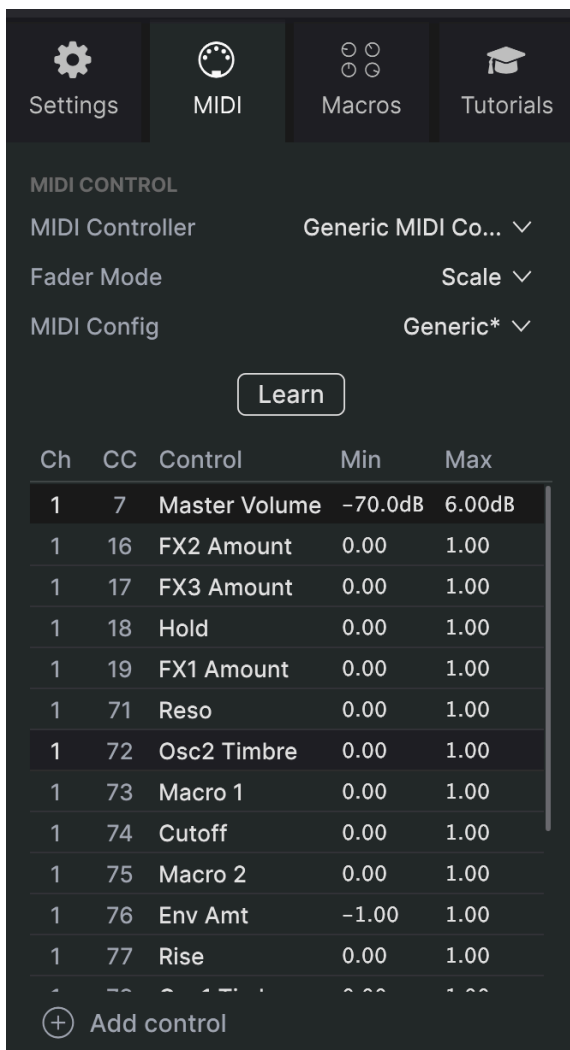 Settings MIDI Macros Tutorials
MIDI CONTROL
MIDI Controller Generic MIDI Co...
Fader Mode Scale
MIDI Config Generic*
Learn
Ch CC Control Min Max
1 7 Master Volume -70.0dB 6.00dB
1 16 FX2 Amount 0.00 1.00
1 17 FX3 Amount 0.00 1.00
1 18 Hold 0.00 1.00
1 19 FX1 Amount 0.00 1.00
1 71 Reso 0.00 1.00
1 72 Osc2 Timbre 0.00 1.00
1 73 Macro 1 0.00 1.00
1 74 Cutoff 0.00 1.00
1 75 Macro 2 0.00 1.00
1 76 Env Amt -1.00 1.00
1 77 Rise 0.00 1.00
Add control